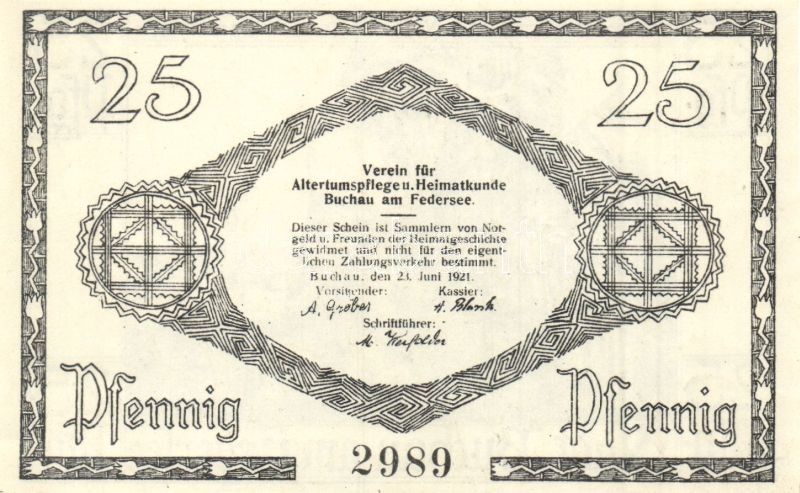 25 25
Verein für
Altertumspflege u. Heimatkunde
Buchau am Federsee.
Dieser Schein ist Sammlern von Not-
geld u. Freunden der Heimatgeschichte
gewidmet und nicht für den eigent-
lichen Zahlungsverkehr bestimmt.
Buchau, den 23. Juni 1921.
Vorsitzender: Kassier:
A. Gröber H.
Schriftführer:
M.
Pfennig Pfennig
2989